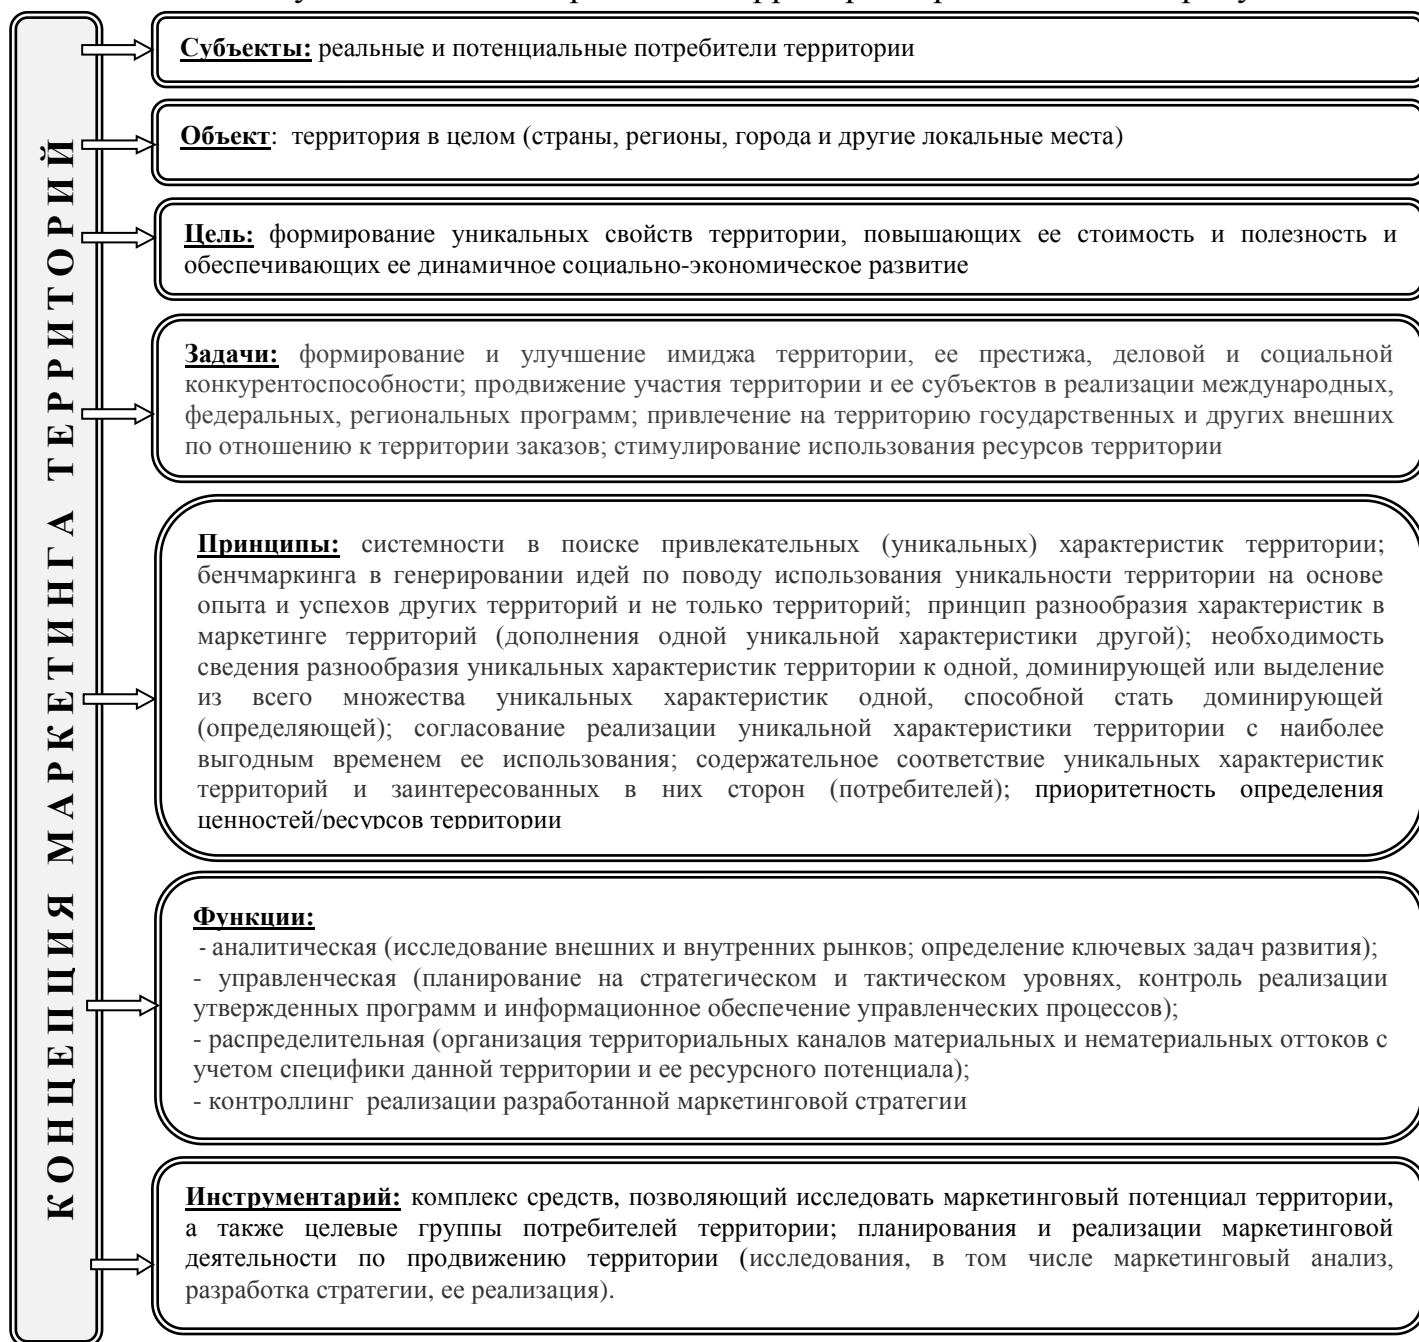 КОНЦЕПЦИЯ МАРКЕТИНГА ТЕРРИТОРИЙ
Субъекты: реальные и потенциальные потребители территории
Объект: территория в целом (страны, регионы, города и другие локальные места)
Цель: формирование уникальных свойств территории, повышающих ее стоимость и полезность и
обеспечивающих ее динамичное социально-экономическое развитие
Задачи: формирование и улучшение имиджа территории, ее престижа, деловой и социальной
конкурентоспособности; продвижение участия территории и ее субъектов в реализации международных,
федеральных, региональных программ; привлечение на территорию государственных и других внешних
по отношению к территории заказов; стимулирование использования ресурсов территории
Принципы: системности в поиске привлекательных (уникальных) характеристик территории;
бенчмаркинга в генерировании идей по поводу использования уникальности территории на основе
опыта и успехов других территорий и не только территорий; принцип разнообразия характеристик в
маркетинге территорий (дополнения одной уникальной характеристики другой); необходимость
сведения разнообразия уникальных характеристик территории к одной, доминирующей или выделение
из всего множества уникальных характеристик одной, способной стать доминирующей
(определяющей); согласование реализации уникальной характеристики территории с наиболее
выгодным временем ее использования; содержательное соответствие уникальных характеристик
территорий и заинтересованных в них сторон (потребителей); приоритетность определения
ценностей/ресурсов территории
Функции:
- аналитическая (исследование внешних и внутренних рынков; определение ключевых задач развития);
- управленческая (планирование на стратегическом и тактическом уровнях, контроль реализации
утвержденных программ и информационное обеспечение управленческих процессов);
- распределительная (организация территориальных каналов материальных и нематериальных оттоков с
учетом специфики данной территории и ее ресурсного потенциала);
- контроллинг реализации разработанной маркетинговой стратегии
Инструментарий: комплекс средств, позволяющий исследовать маркетинговый потенциал территории,
а также целевые группы потребителей территории; планирования и реализации маркетинговой
деятельности по продвижению территории (исследования, в том числе маркетинговый анализ,
разработка стратегии, ее реализация).